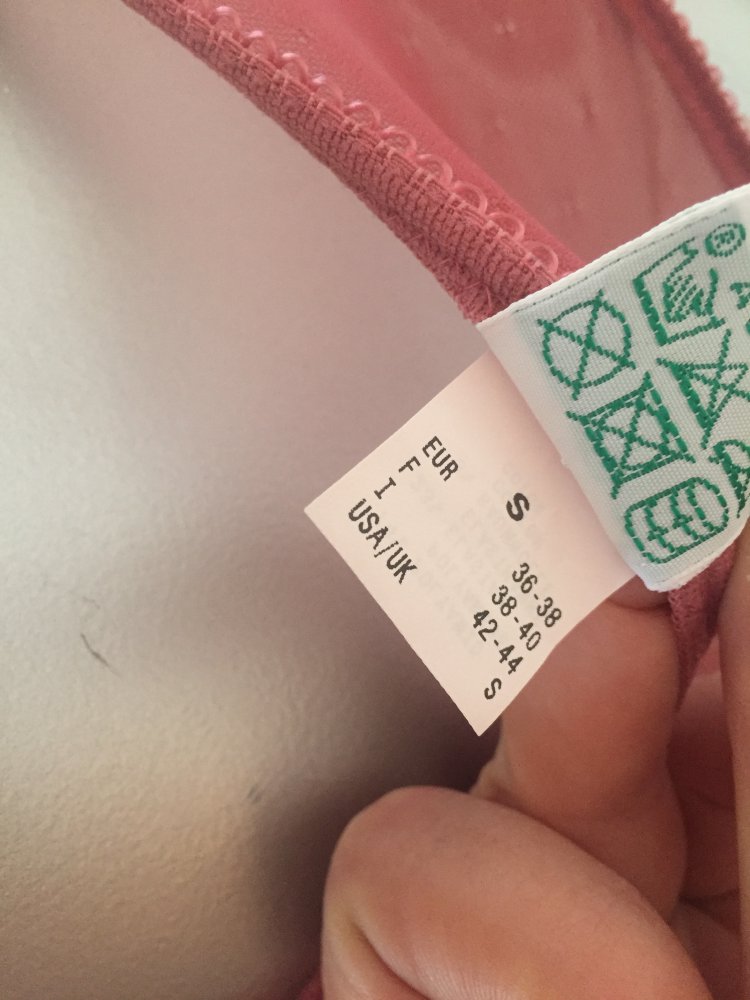 S
EUR 36-38
F 38-40
I 42-44
USA/UK S
®